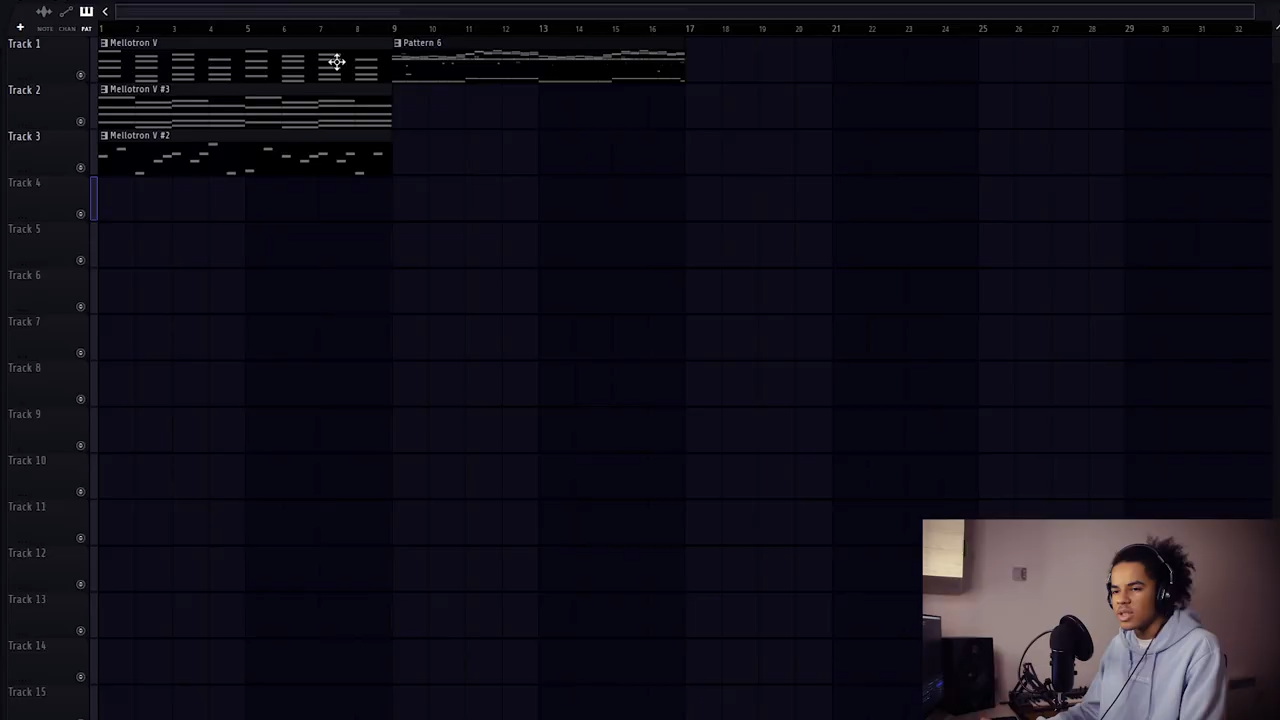 NOTE CHAN PAT
1 2 3 4 5 6 7 8 9 10 11 12 13 14 15 16 17 18 19 20 21 22 23 24 25 26 27 28 29 30 31 32
Track 1 Mellotron V Pattern 6
Track 2 Mellotron V #3
Track 3 Mellotron V #2
Track 4
Track 5
Track 6
Track 7
Track 8
Track 9
Track 10
Track 11
Track 12
Track 13
Track 14
Track 15